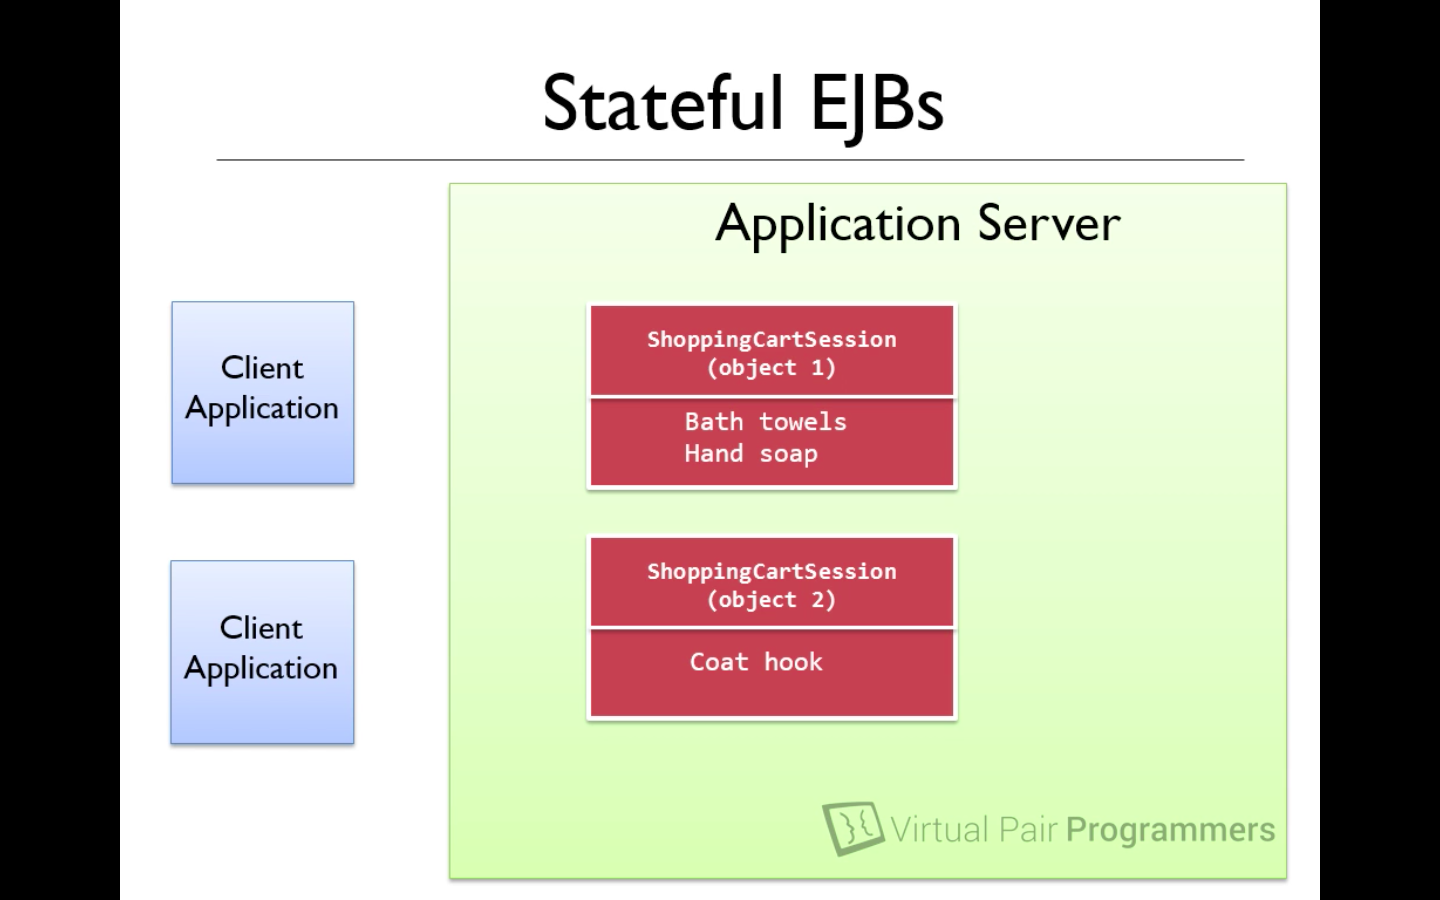 Stateful EJBs
Application Server
Client
Application
ShoppingCartSession
(object 1)
Bath towels
Hand soap
Client
Application
ShoppingCartSession
(object 2)
Coat hook
Virtual Pair Programmers